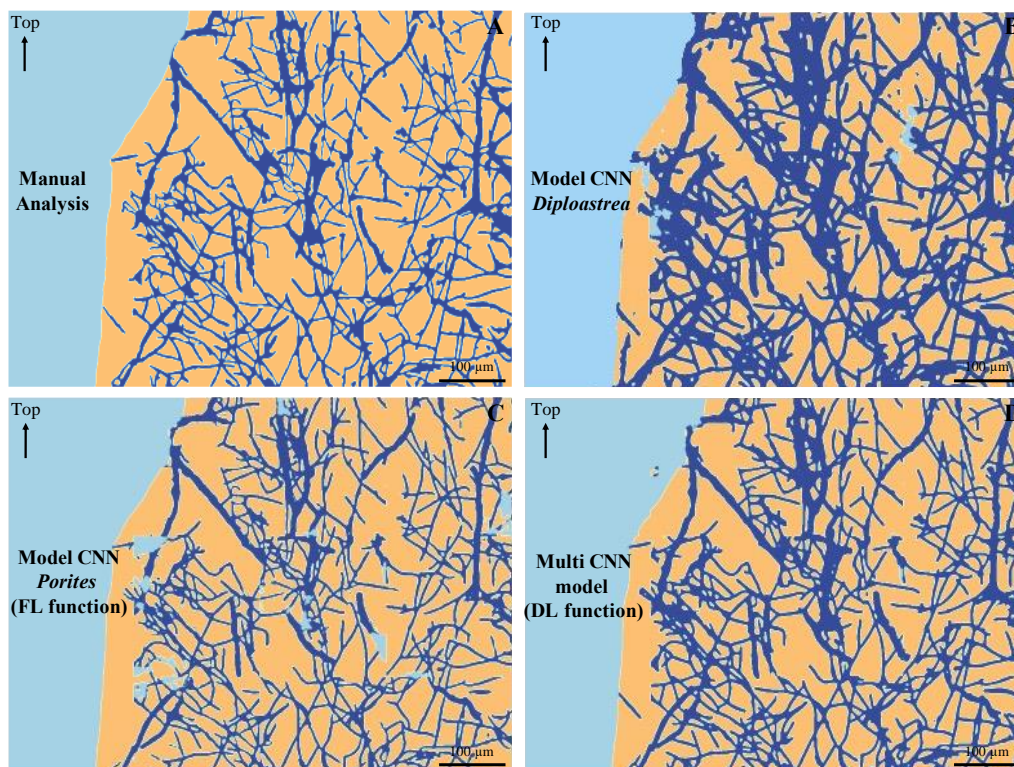 Top
A
Manual
Analysis
100 µm
Top
B
Model CNN
Diploastrea
100 µm
Top
C
Model CNN
Porites
(FL function)
100 µm
Top
D
Multi CNN
model
(DL function)
100 µm